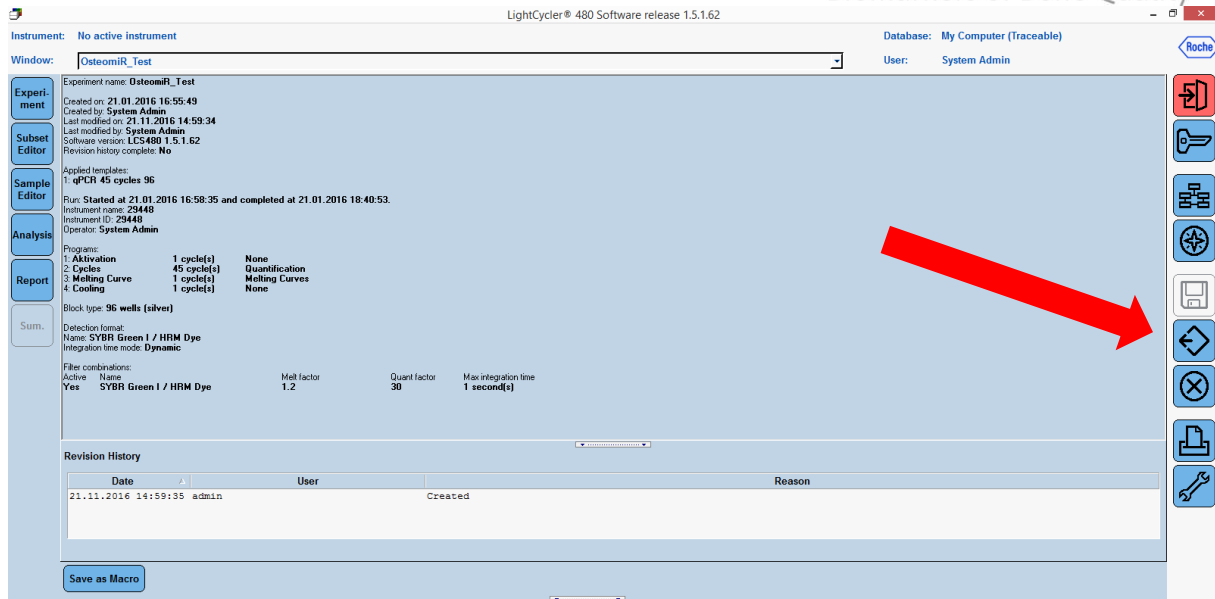 LightCycler® 480 Software release 1.5.1.62
Instrument: No active instrument
Database: My Computer (Traceable)
Window: OsteomiR_Test
User: System Admin
Roche
Experi-
ment
Subset
Editor
Sample
Editor
Analysis
Report
Sum.
Experiment name: OsteomiR_Test
Created on: 21.01.2016 16:55:49
Created by: System Admin
Last modified on: 21.11.2016 14:59:34
Last modified by: System Admin
Software version: LCS480 1.5.1.62
Revision history complete: No
Applied templates:
1: qPCR 45 cycles 96
Run: Started at 21.01.2016 16:58:35 and completed at 21.01.2016 18:40:53.
Instrument name: 29448
Instrument ID: 29448
Operator: System Admin
Programs:
1: Aktivation 1 cycle(s) None
2: Cycles 45 cycle(s) Quantification
3: Melting Curve 1 cycle(s) Melting Curves
4: Cooling 1 cycle(s) None
Block type: 96 wells (silver)
Detection format:
Name: SYBR Green I / HRM Dye
Integration time mode: Dynamic
Filter combinations:
Active Name Melt factor Quant factor Max integration time
Yes SYBR Green I / HRM Dye 1.2 30 1 second(s)
Revision History
Date User Reason
21.11.2016 14:59:35 admin Created
Save as Macro